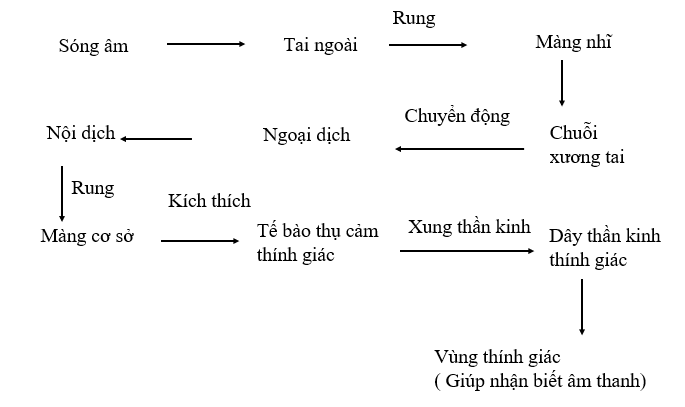 Rung
Sóng âm
Tai ngoài
Màng nhĩ
Chuyển động
Nội dịch
Ngoại dịch
Chuỗi
xương tai
Rung
Kích thích
Màng cơ sở
Tế bào thụ cảm
thính giác
Xung thần kinh
Dây thần kinh
thính giác
Vùng thính giác
( Giúp nhận biết âm thanh)